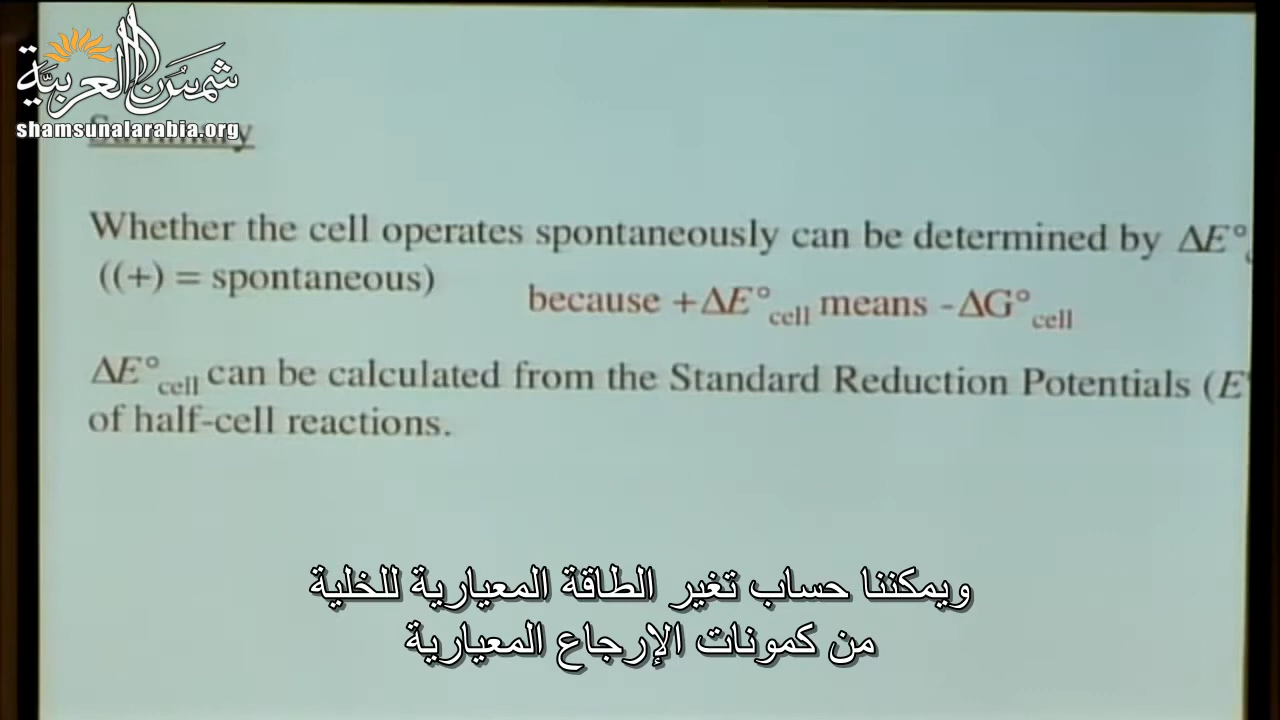 شمس العربية
shamsunalarabia.org
Summary
Whether the cell operates spontaneously can be determined by ΔE°
((+) = spontaneous)
because +ΔE°cell means -ΔG°cell
ΔE°cell can be calculated from the Standard Reduction Potentials (E°
of half-cell reactions.
ويمكننا حساب تغير الطاقة المعيارية للخلية
من كمونات الإرجاع المعيارية